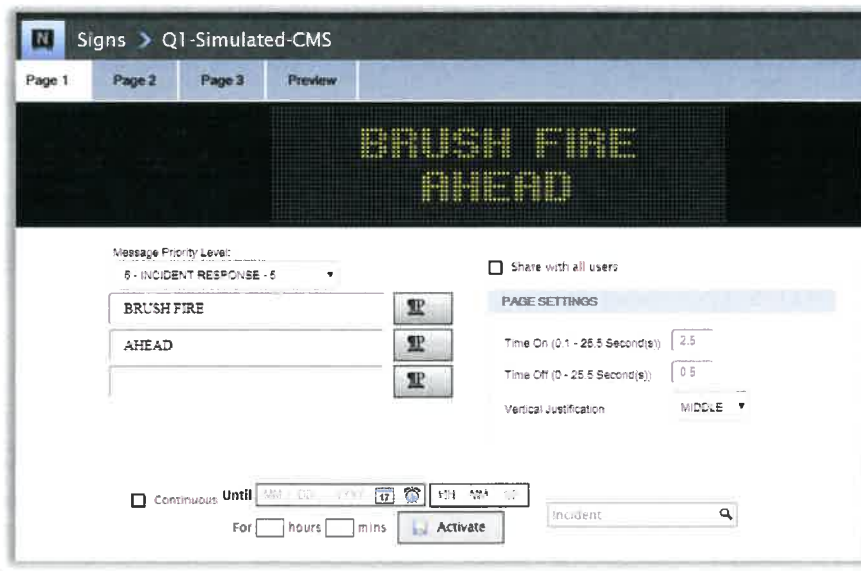 N Signs > Q1-Simulated-CMS
Page 1 Page 2 Page 3 Preview
BRUSH FIRE
AHEAD
Message Priority Level:
5 - INCIDENT RESPONSE - 5
Share with all users
BRUSH FIRE
PAGE SETTINGS
AHEAD
Time On (0.1 - 25.5 Second(s)) 2.5
Time Off (0 - 25.5 Second(s)) 0.5
Vertical Justification MIDDLE
Continuous Until MM DD YYYY 17 HH MM
For hours mins Activate
Incident